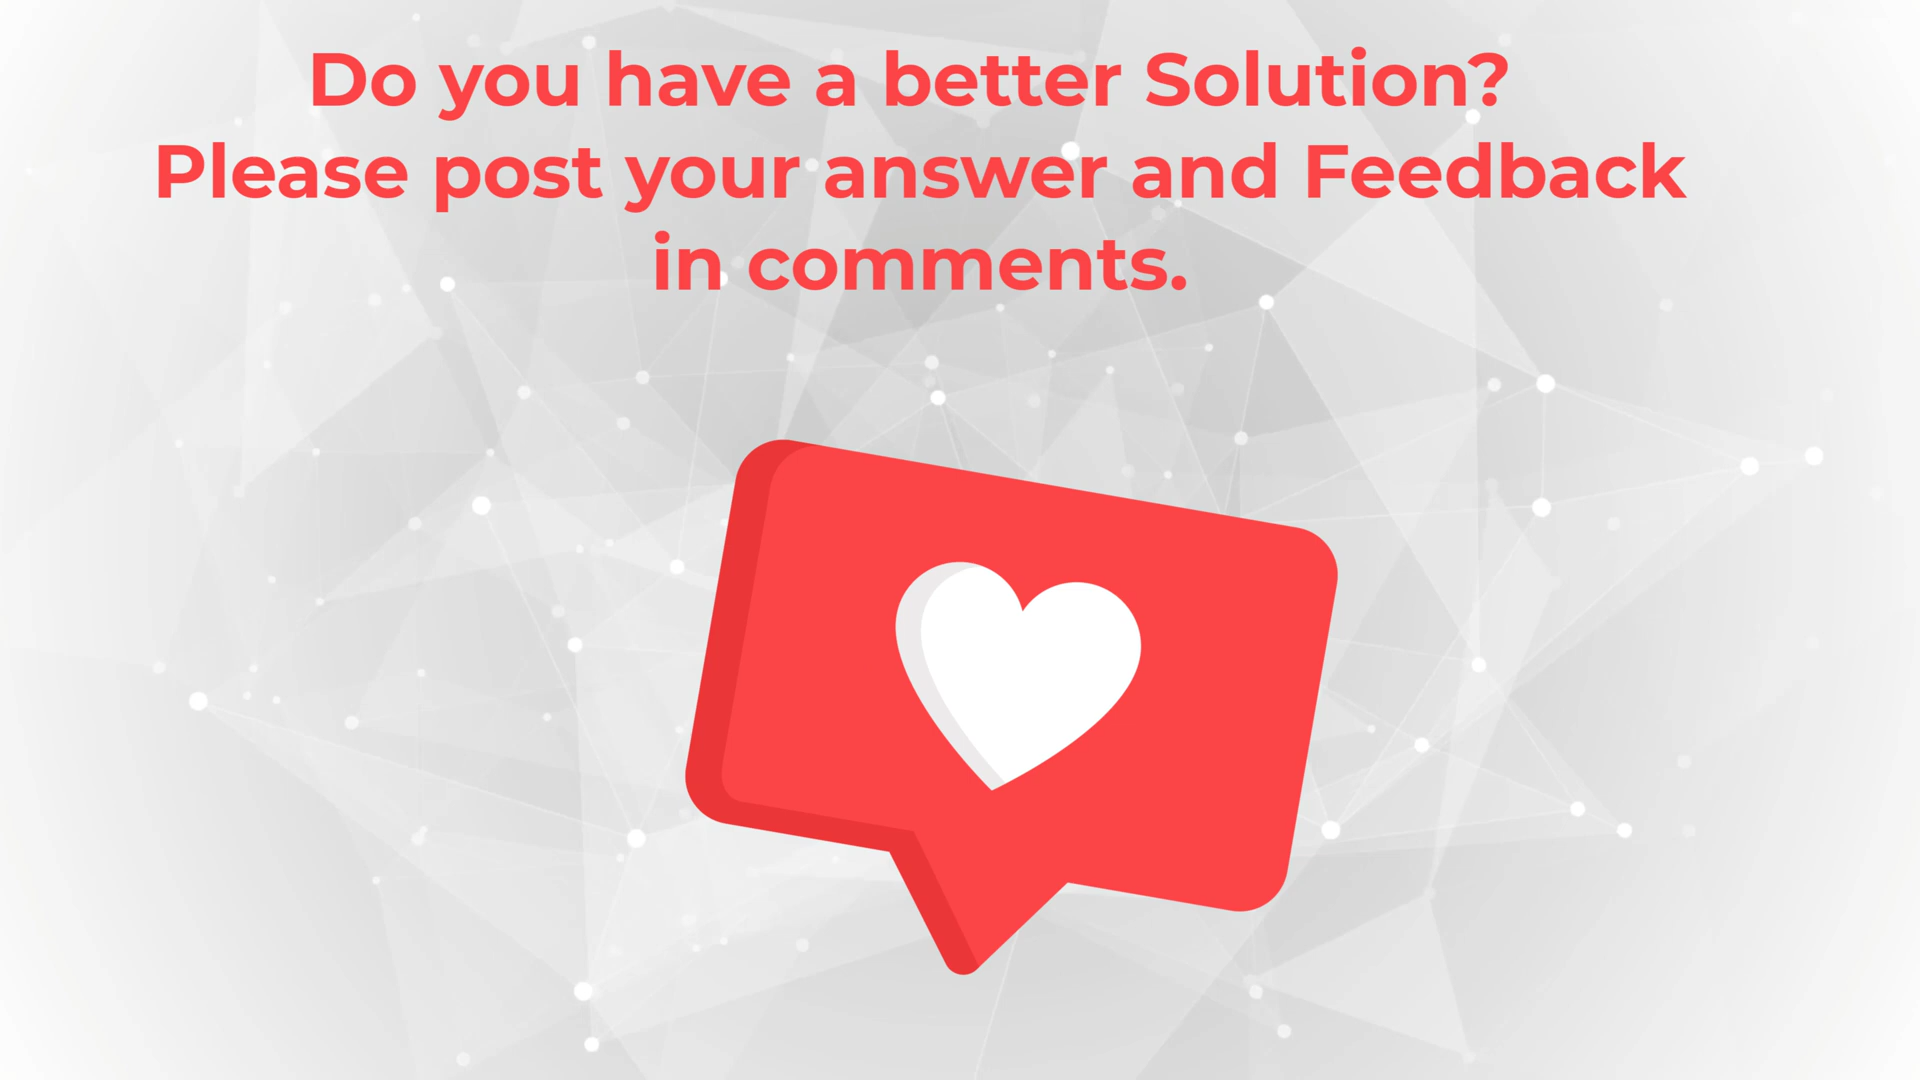 Do you have a better Solution?
Please post your answer and Feedback
in comments.